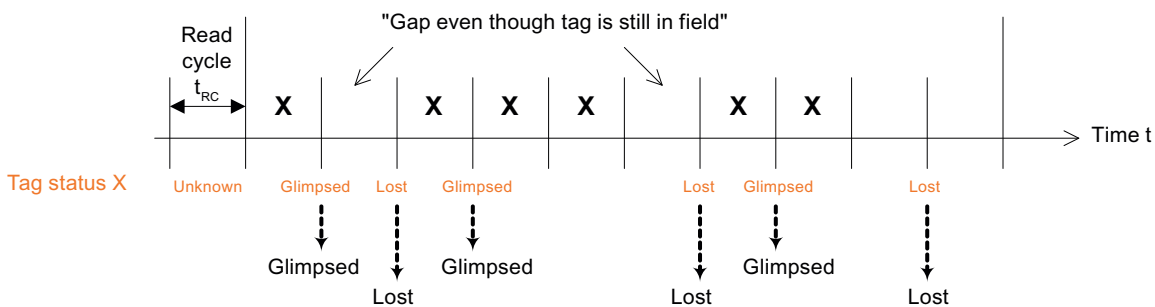 "Gap even though tag is still in field"
Read
cycle
tRC
X X X X X X
Time t
Tag status X Unknown Glimpsed Lost Glimpsed Lost Glimpsed Lost
Glimpsed Glimpsed Glimpsed
Lost Lost Lost